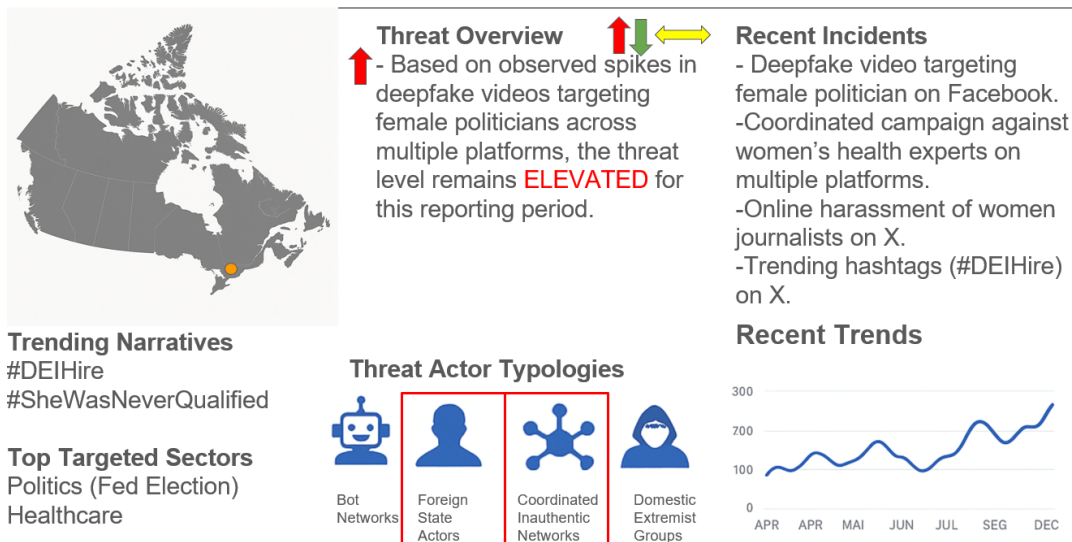 Threat Overview
- Based on observed spikes in
deepfake videos targeting
female politicians across
multiple platforms, the threat
level remains ELEVATED for
this reporting period.
Recent Incidents
- Deepfake video targeting
female politician on Facebook.
-Coordinated campaign against
women's health experts on
multiple platforms.
-Online harassment of women
journalists on X.
-Trending hashtags (#DEIHire)
on X.
Trending Narratives
#DEIHire
#SheWasNeverQualified
Top Targeted Sectors
Politics (Fed Election)
Healthcare
Threat Actor Typologies
Bot
Networks
Foreign
State
Actors
Coordinated
Inauthentic
Networks
Domestic
Extremist
Groups
Recent Trends
300
200
100
0
APR APR MAI JUN JUL SEG DEC